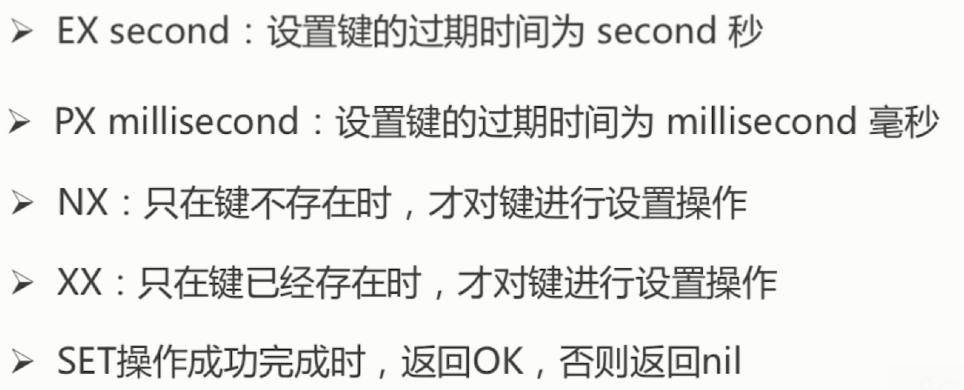 ➢ EX second：设置键的过期时间为 second 秒
➢ PX millisecond：设置键的过期时间为 millisecond 毫秒
➢ NX：只在键不存在时，才对键进行设置操作
➢ XX：只在键已经存在时，才对键进行设置操作
➢ SET操作成功完成时，返回OK，否则返回nil